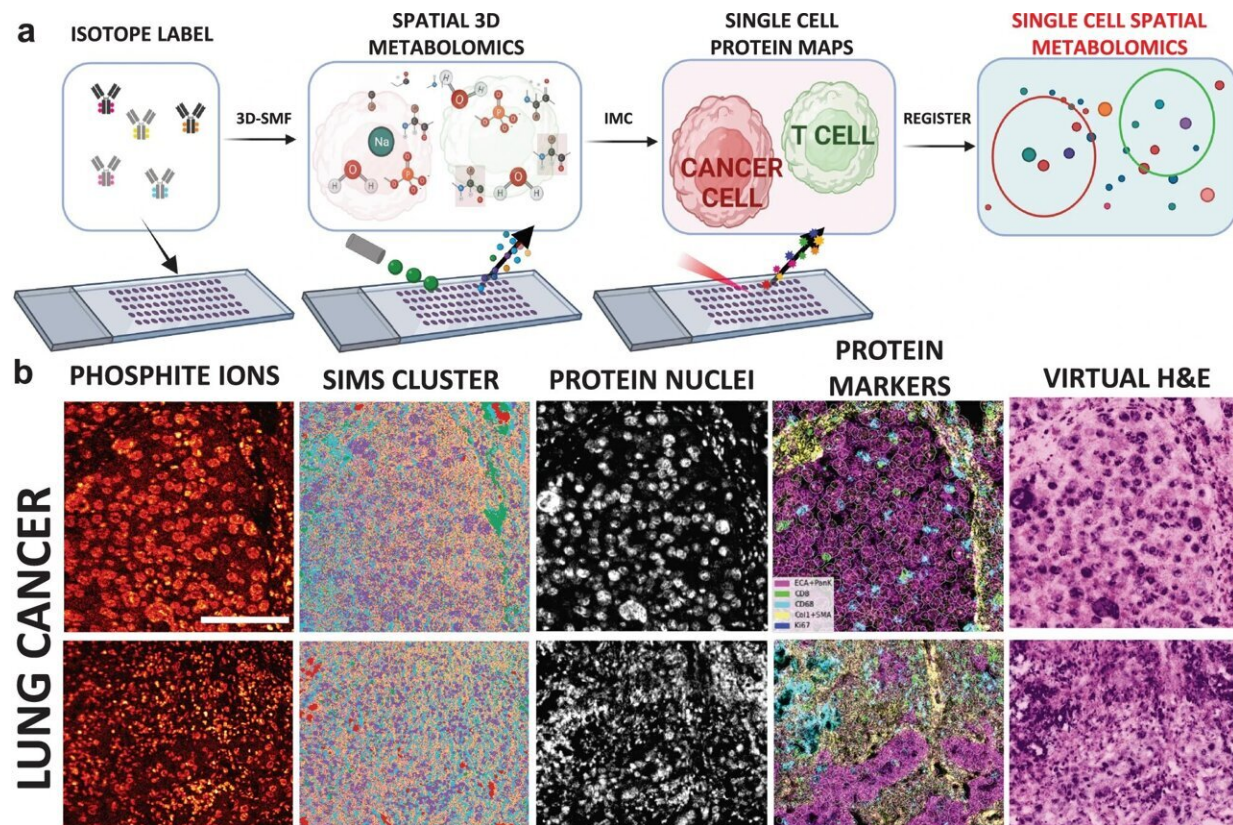 a
ISOTOPE LABEL
SPATIAL 3D
METABOLOMICS
SINGLE CELL
PROTEIN MAPS
SINGLE CELL SPATIAL
METABOLOMICS
3D-SMF
IMC
REGISTER
Na
H
O
H
P
H
O
H
P
H
O
H
P
CANCER
CELL
T CELL
b
PHOSPHITE IONS
SIMS CLUSTER
PROTEIN NUCLEI
PROTEIN
MARKERS
VIRTUAL H&E
LUNG CANCER
ECA+PanK
CD8
CD68
Col1+SMA
Ki67